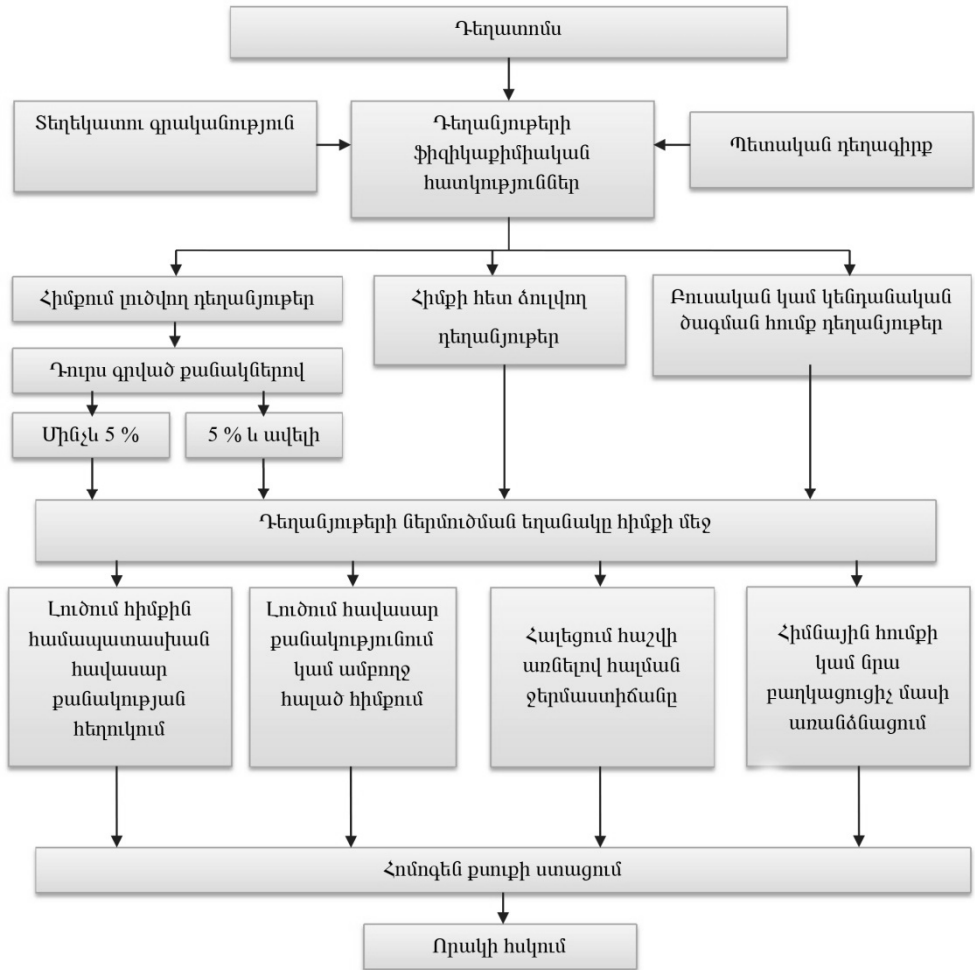 Դեղատոմս
Տեղեկատու գրականություն
Դեղանյութերի
ֆիզիկաքիմիական
հատկություններ
Պետական դեղագիրք
Հիմքում լուծվող դեղանյութեր
Հիմքի հետ ձուլվող
դեղանյութեր
Բուսական կամ կենդանական
ծագման հումք դեղանյութեր
Դուրս գրված քանակներով
Մինչև 5 %
5 % և ավելի
Դեղանյութերի ներմուծման եղանակը հիմքի մեջ
Լուծում հիմքին
համապատասխան
հավասար
քանակության
հեղուկում
Լուծում հավասար
քանակությունում
կամ ամբողջ
հալած հիմքում
Հալեցում հաշվի
առնելով հալման
ջերմաստիճանը
Հիմնային հումքի
կամ նրա
բաղկացուցիչ մասի
առանձնացում
Հոմոգեն քսուքի ստացում
Որակի հսկում